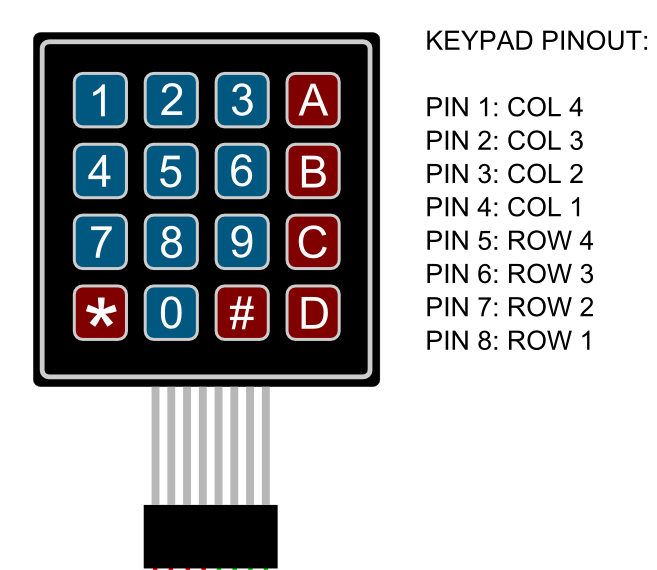 KEYPAD PINOUT:
1 2 3 A
4 5 6 B
7 8 9 C
* 0 # D
PIN 1: COL 4
PIN 2: COL 3
PIN 3: COL 2
PIN 4: COL 1
PIN 5: ROW 4
PIN 6: ROW 3
PIN 7: ROW 2
PIN 8: ROW 1